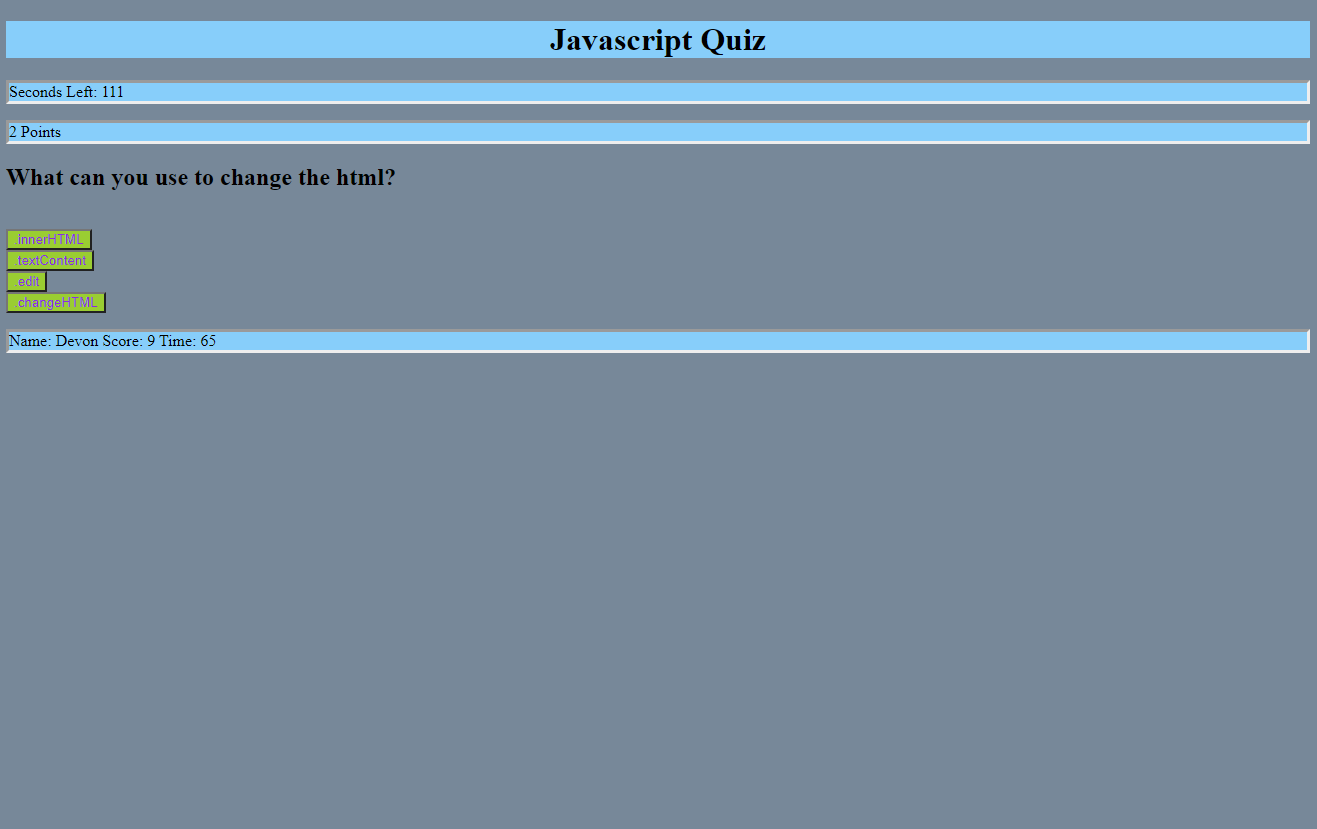 Javascript Quiz
Seconds Left: 111
2 Points
What can you use to change the html?
.innerHTML
.textContent
.edit
.changeHTML
Name: Devon Score: 9 Time: 65